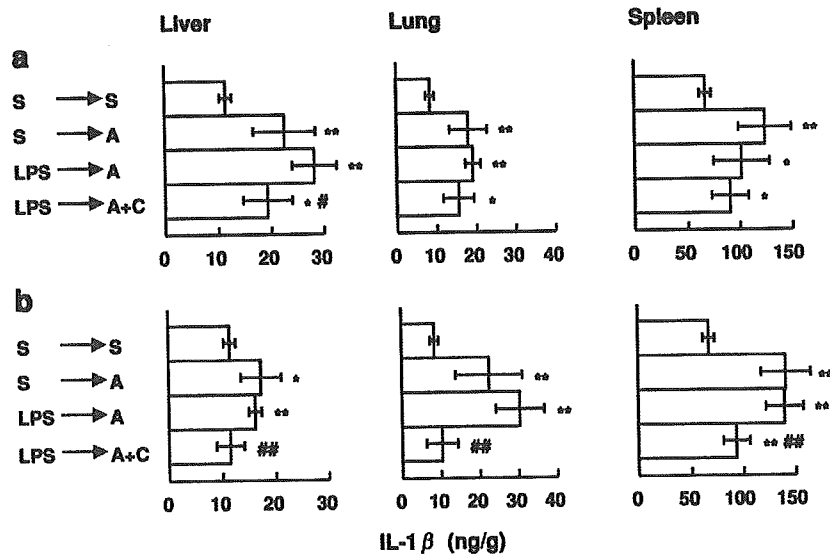 Liver Lung Spleen
a
S → S
S → A **
LPS → A **
LPS → A+C * #
** ** *
** * *
0 10 20 30 0 10 20 30 40 0 50 100 150
b
S → S
S → A * ** **
LPS → A ** ** **
LPS → A+C ## ## ** ##
0 10 20 30 0 10 20 30 40 0 50 100 150
IL-1 β (ng/g)